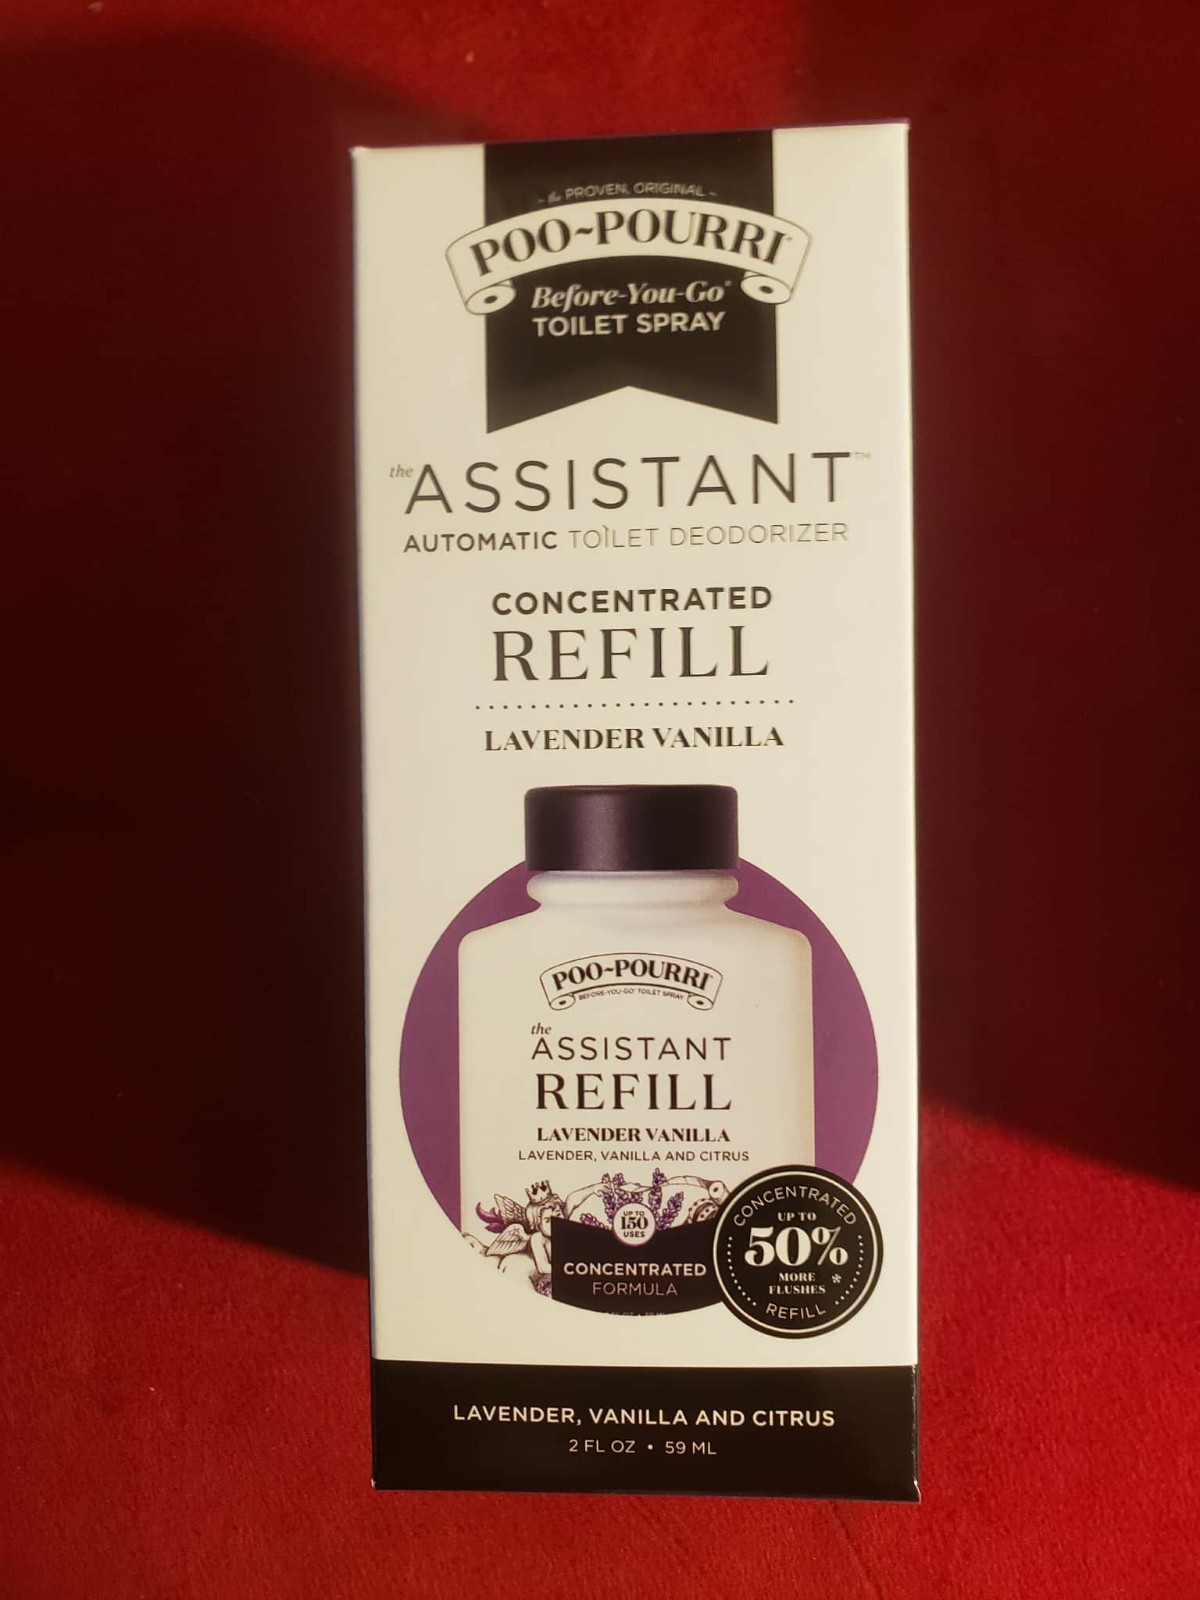 ~ the PROVEN, ORIGINAL ~
POO~POURRI®
Before-You-Go®
TOILET SPRAY
the ASSISTANT™
AUTOMATIC TOILET DEODORIZER
CONCENTRATED
REFILL
LAVENDER VANILLA
POO~POURRI®
BEFORE-YOU-GO® TOILET SPRAY
the
ASSISTANT
REFILL
LAVENDER VANILLA
LAVENDER, VANILLA AND CITRUS
UP TO
150
USES
CONCENTRATED
FORMULA
CONCENTRATED
UP TO
50%
MORE
FLUSHES *
REFILL
LAVENDER, VANILLA AND CITRUS
2 FL OZ • 59 ML